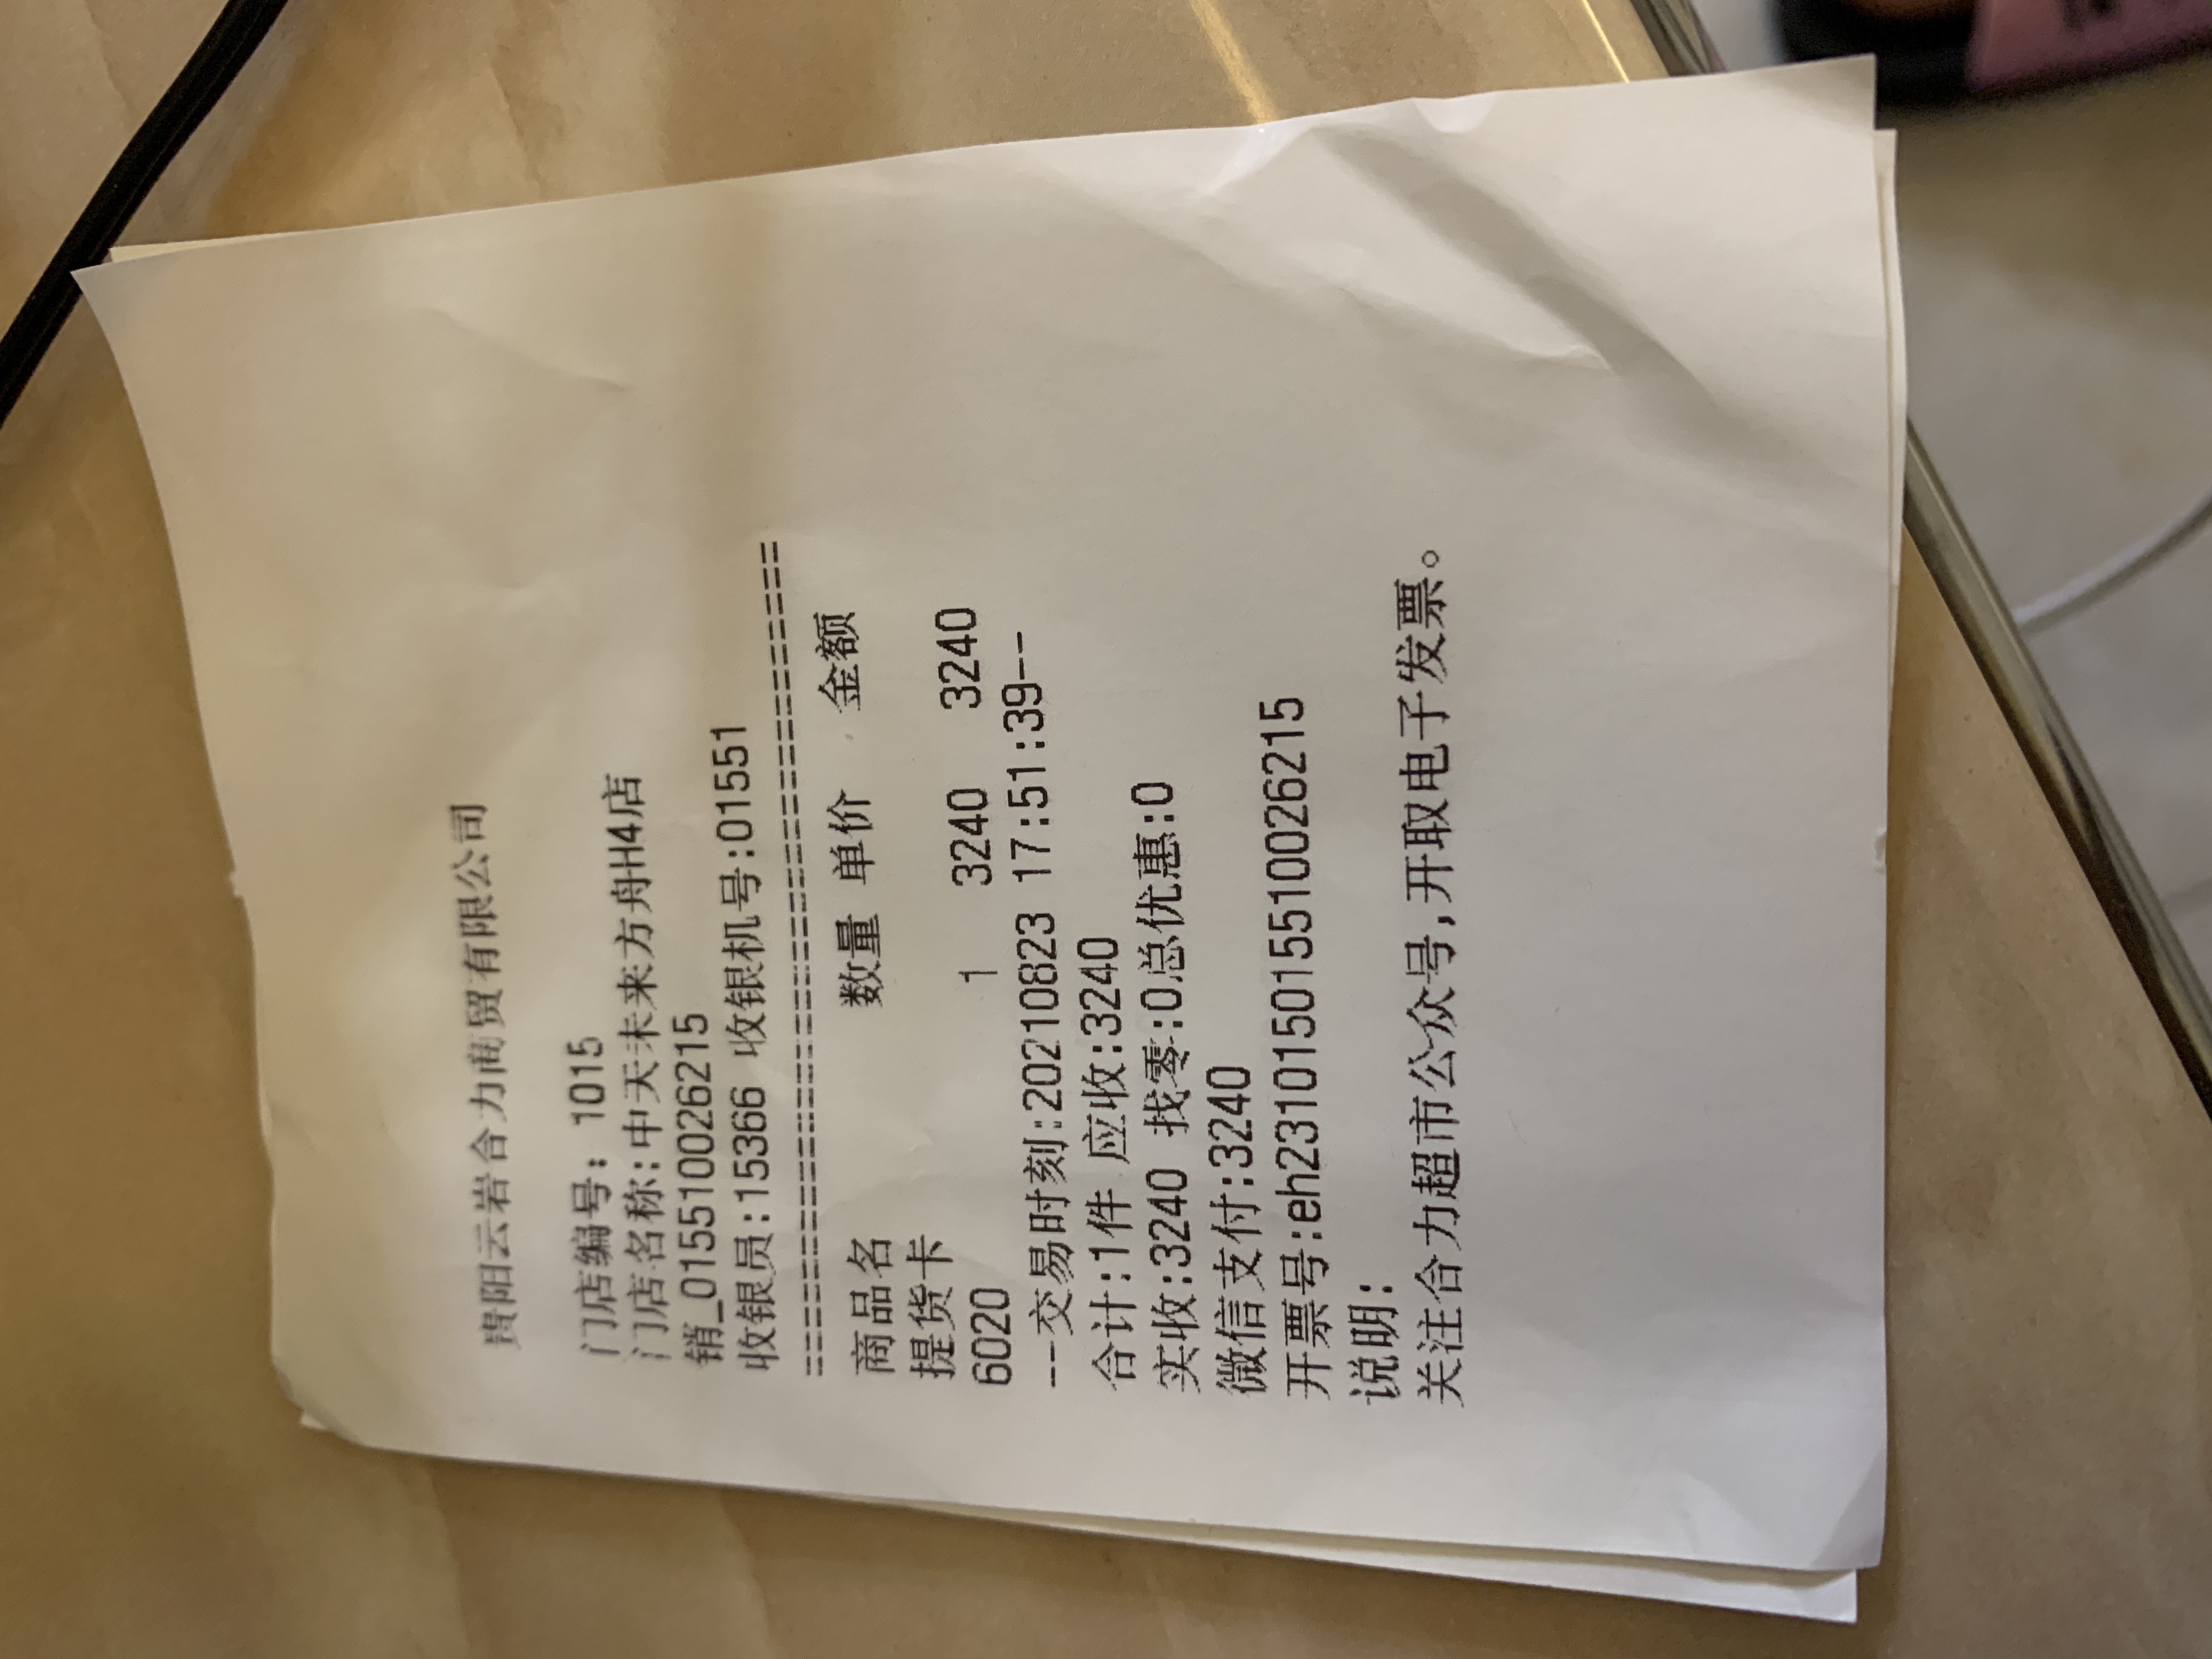 贵阳云岩合力商贸有限公司
门店编号: 1015
门店名称:中天未来方舟H4店
销_015510026215
收银员:15366 收银机号:01551
==========================================
商品名 数量 单价 金额
提货卡
6020 1 3240 3240
--交易时刻:20210823 17:51:39--
合计:1件 应收:3240
实收:3240 找零:0总优惠:0
微信支付:3240
开票号:eh231015015510026215
说明:
关注合力超市公众号,开取电子发票。